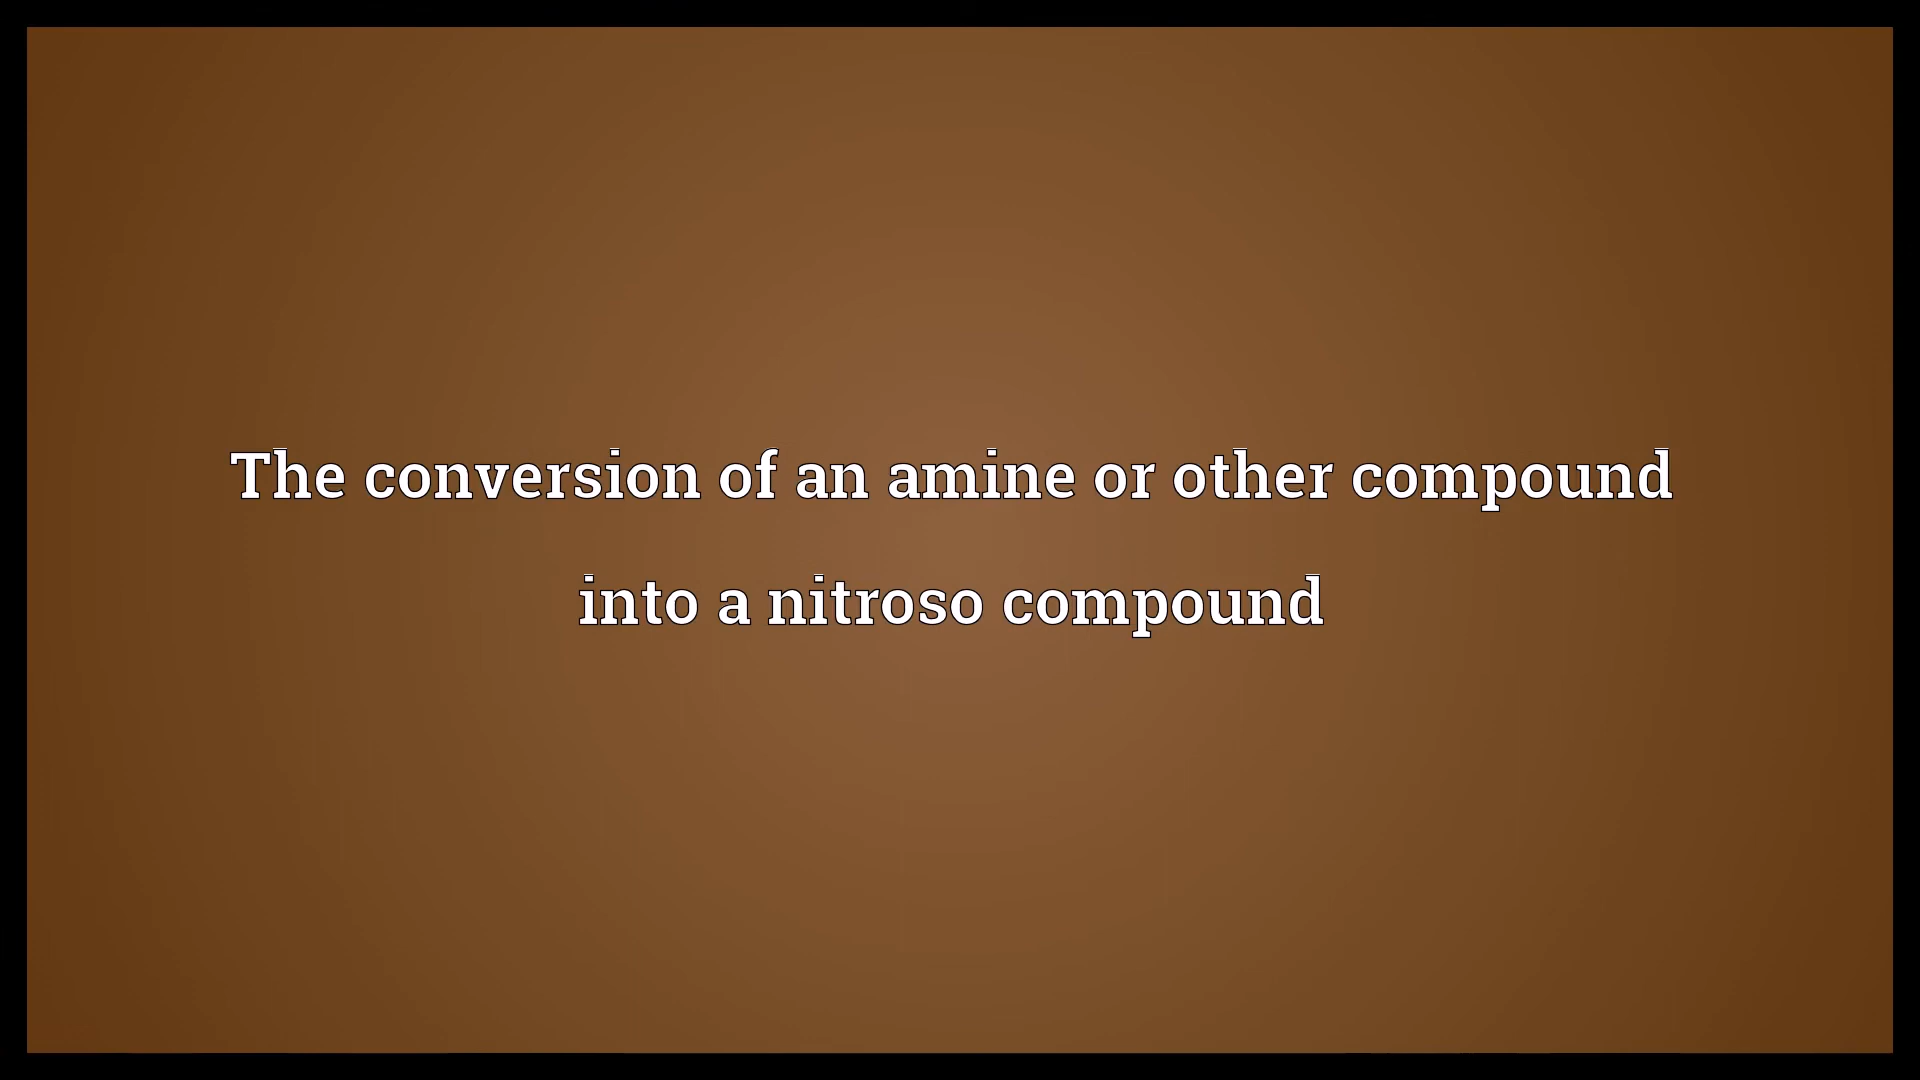 The conversion of an amine or other compound
into a nitroso compound